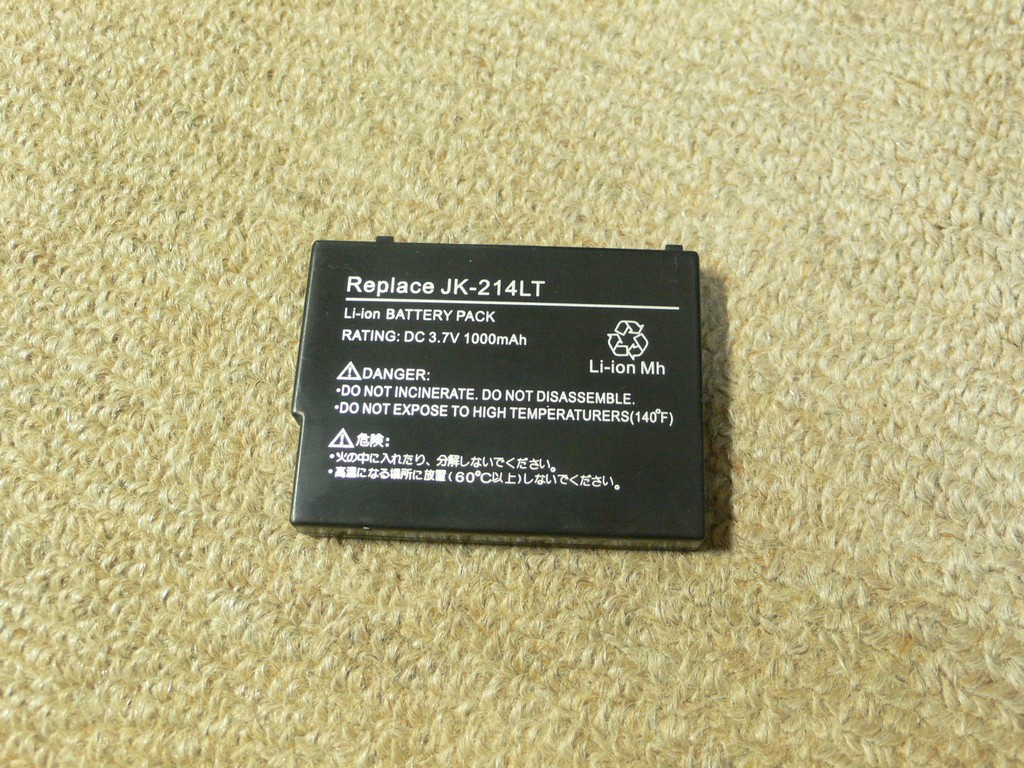 Replace JK-214LT
Li-ion BATTERY PACK
RATING: DC 3.7V 1000mAh
Li-ion Mh
DANGER:
•DO NOT INCINERATE. DO NOT DISASSEMBLE.
•DO NOT EXPOSE TO HIGH TEMPERATURERS(140°F)
危険:
•火の中に入れたり、分解しないでください。
•高温になる場所に放置(60°C以上)しないでください。